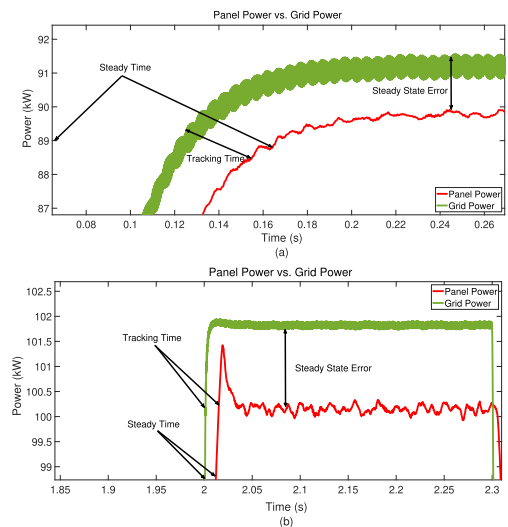 Panel Power vs. Grid Power
92
91
90
89
88
87
Power (kW)
Steady Time
Steady State Error
Tracking Time
Panel Power
Grid Power
0.08 0.1 0.12 0.14 0.16 0.18 0.2 0.22 0.24 0.26
Time (s)
(a)
Panel Power vs. Grid Power
102.5
102
101.5
101
100.5
100
99.5
99
Power (kW)
Panel Power
Grid Power
Tracking Time
Steady State Error
Steady Time
1.85 1.9 1.95 2 2.05 2.1 2.15 2.2 2.25 2.3
Time (s)
(b)